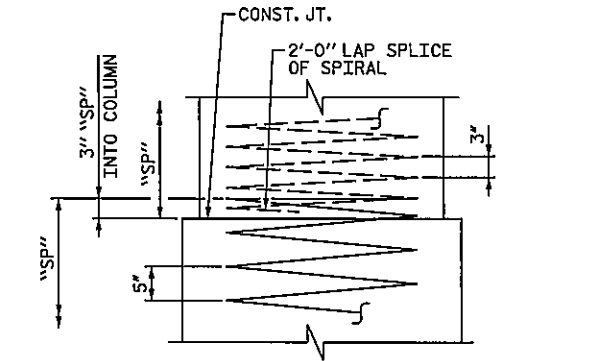 CONST. JT.
2'-0" LAP SPLICE
OF SPIRAL
3" "SP"
INTO COLUMN
"SP"
3"
"SP"
5"